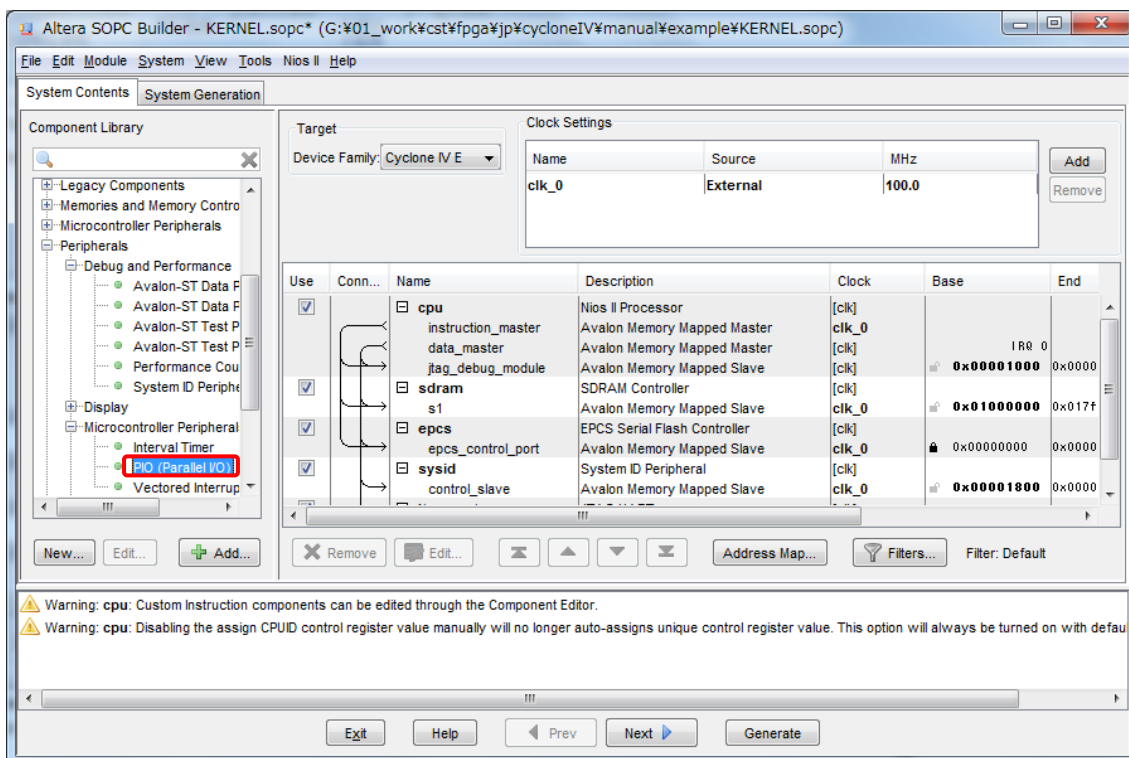 Altera SOPC Builder - KERNEL.sopc* (G:¥01_work¥cst¥fpga¥jp¥cycloneIV¥manual¥example¥KERNEL.sopc)
File Edit Module System View Tools Nios II Help
System Contents System Generation
Component Library
Legacy Components
Memories and Memory Contro
Microcontroller Peripherals
Peripherals
Debug and Performance
Avalon-ST Data P
Avalon-ST Data F
Avalon-ST Test P
Avalon-ST Test P
Performance Cou
System ID Periphe
Display
Microcontroller Peripheral
Interval Timer
PIO (Parallel I/O)
Vectored Interrup
New... Edit... Add...
Target
Device Family: Cyclone IV E
Clock Settings
Name Source MHz
clk_0 External 100.0
Add
Remove
Use Conn... Name Description Clock Base End
cpu Nios II Processor [clk]
instruction_master Avalon Memory Mapped Master clk_0
data_master Avalon Memory Mapped Master [clk] IRQ 0
jtag_debug_module Avalon Memory Mapped Slave [clk] 0x00001000 0x0000
sdram SDRAM Controller [clk]
s1 Avalon Memory Mapped Slave clk_0 0x01000000 0x017f
epcs EPCS Serial Flash Controller [clk]
epcs_control_port Avalon Memory Mapped Slave clk_0 0x00000000 0x0000
sysid System ID Peripheral [clk]
control_slave Avalon Memory Mapped Slave clk_0 0x00001800 0x0000
Remove Edit... Address Map... Filters... Filter: Default
Warning: cpu: Custom Instruction components can be edited through the Component Editor.
Warning: cpu: Disabling the assign CPUID control register value manually will no longer auto-assigns unique control register value. This option will always be turned on with defau
Exit Help Prev Next Generate